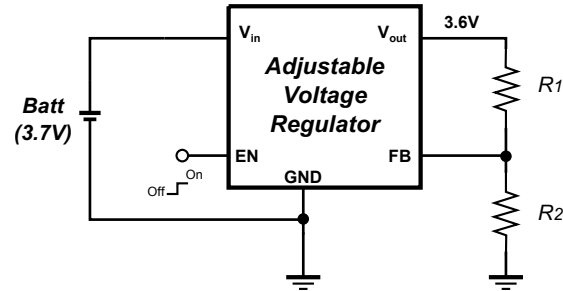 Vin
Vout
3.6V
Adjustable
Voltage
Regulator
R1
Batt
(3.7V)
EN
FB
On
Off
GND
R2